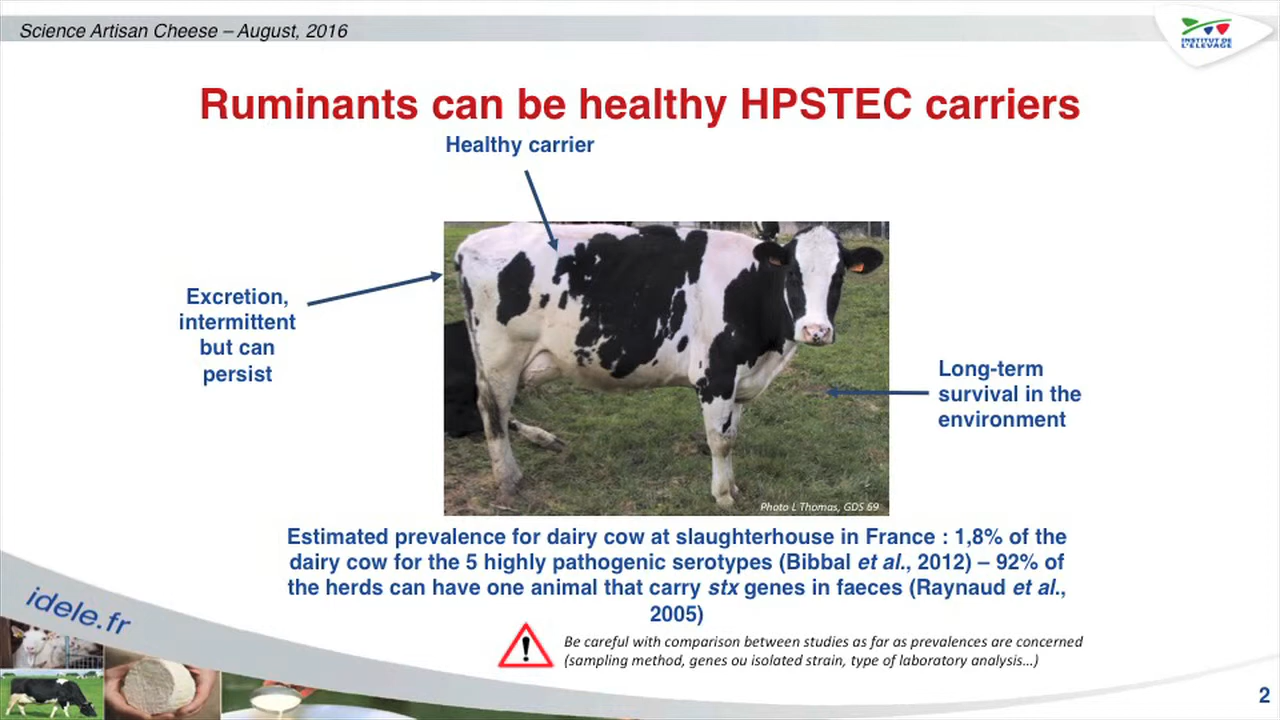 Science Artisan Cheese – August, 2016
INSTITUT DE
L'ELEVAGE
Ruminants can be healthy HPSTEC carriers
Healthy carrier
Excretion,
intermittent
but can
persist
Long-term
survival in the
environment
Photo L Thomas, GDS 69
Estimated prevalence for dairy cow at slaughterhouse in France : 1,8% of the
dairy cow for the 5 highly pathogenic serotypes (Bibbal et al., 2012) – 92% of
the herds can have one animal that carry stx genes in faeces (Raynaud et al.,
2005)
Be careful with comparison between studies as far as prevalences are concerned
(sampling method, genes ou isolated strain, type of laboratory analysis…)
idele.fr
2